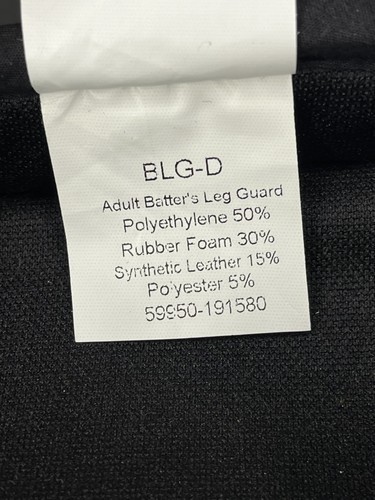 BLG-D
Adult Batter's Leg Guard
Polyethylene 50%
Rubber Foam 30%
Synthetic Leather 15%
Polyester 5%
59950-191580